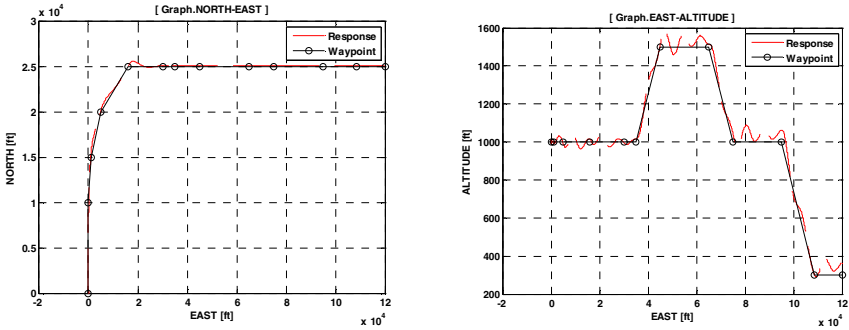 [ Graph.NORTH-EAST ]
x 10 4
3
2.5
2
1.5
1
0.5
0
NORTH [ft]
-2 0 2 4 6 8 10 12
x 10 4
EAST [ft]
Response
Waypoint
[ Graph.EAST-ALTITUDE ]
1600
1400
1200
1000
800
600
400
200
ALTITUDE [ft]
-2 0 2 4 6 8 10 12
x 10 4
EAST [ft]
Response
Waypoint